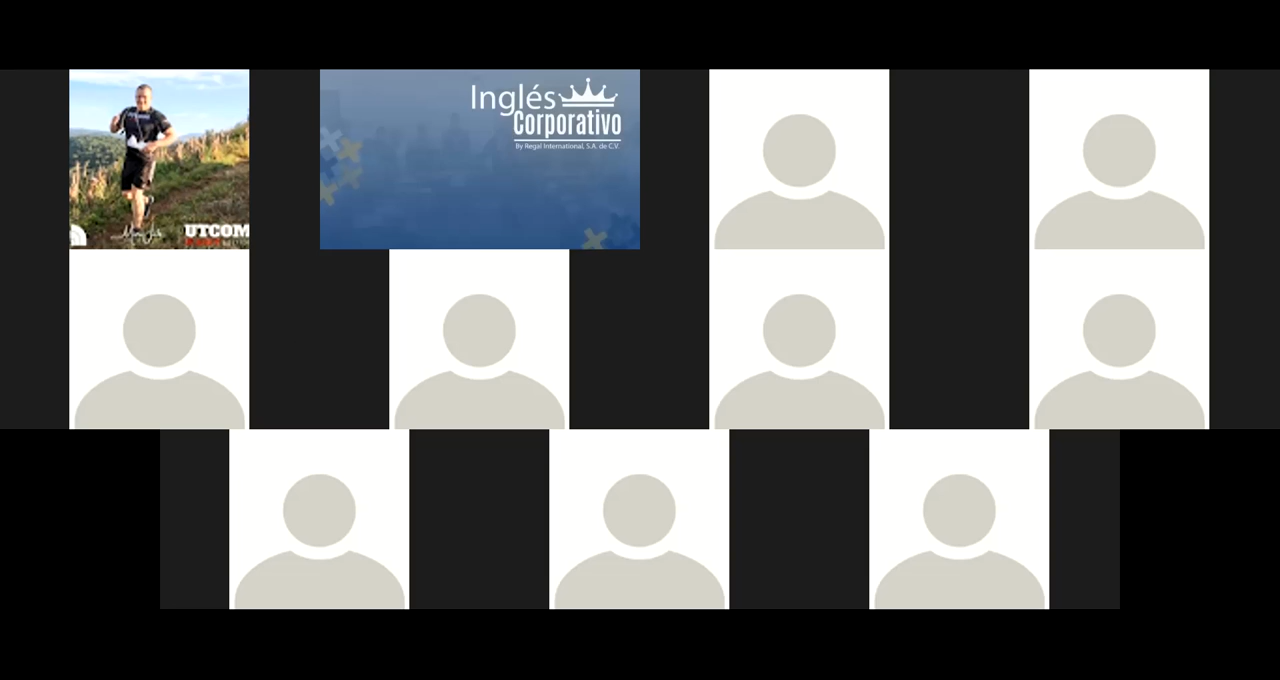 Inglés
Corporativo
By Regal International, S.A. de C.V.
UTCOM